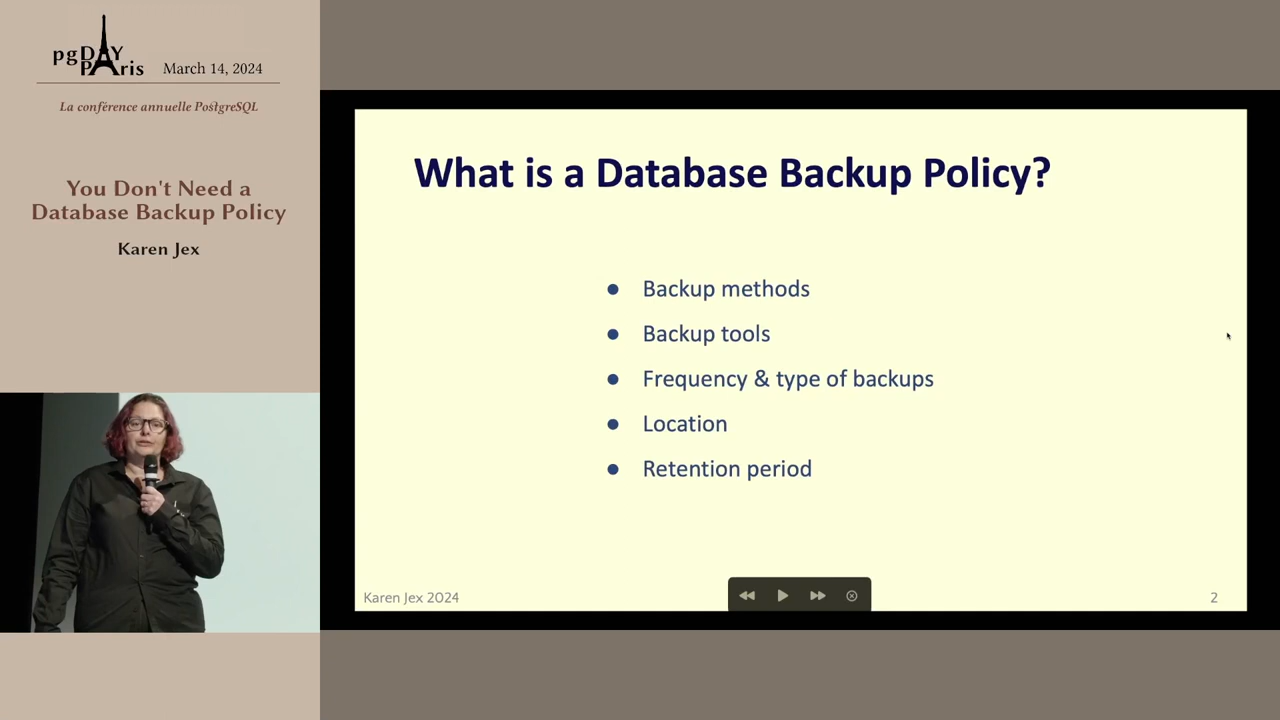 pgDAY
PAris
March 14, 2024
La conférence annuelle PostgreSQL
You Don't Need a
Database Backup Policy
Karen Jex
What is a Database Backup Policy?
● Backup methods
● Backup tools
● Frequency & type of backups
● Location
● Retention period
Karen Jex 2024
2